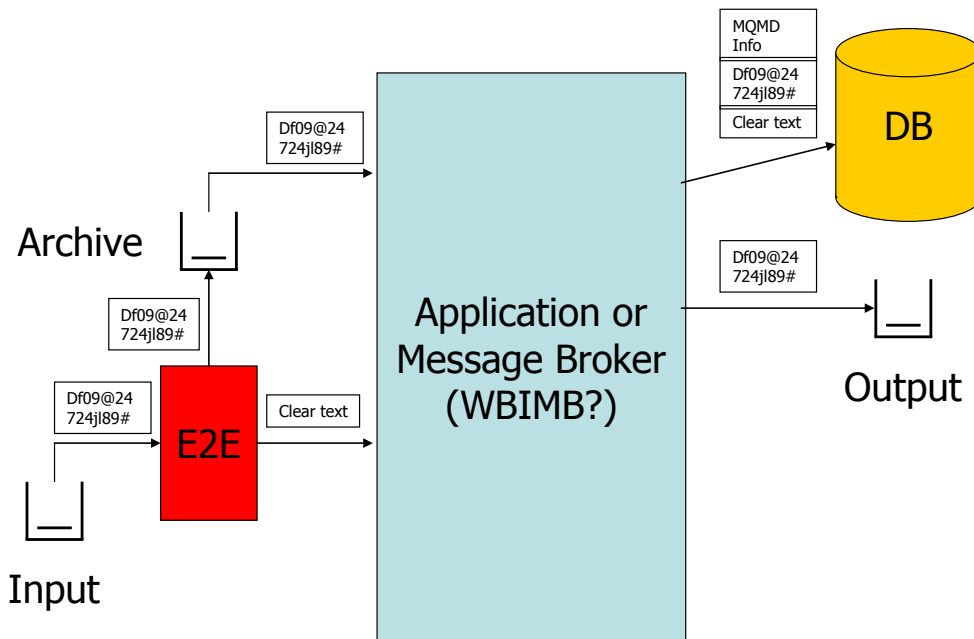 MQMD
Info
Df09@24
724jl89#
Clear text
DB
Df09@24
724jl89#
Archive
Df09@24
724jl89#
Df09@24
724jl89#
Application or
Message Broker
(WBIMB?)
Df09@24
724jl89#
Clear text
E2E
Output
Input